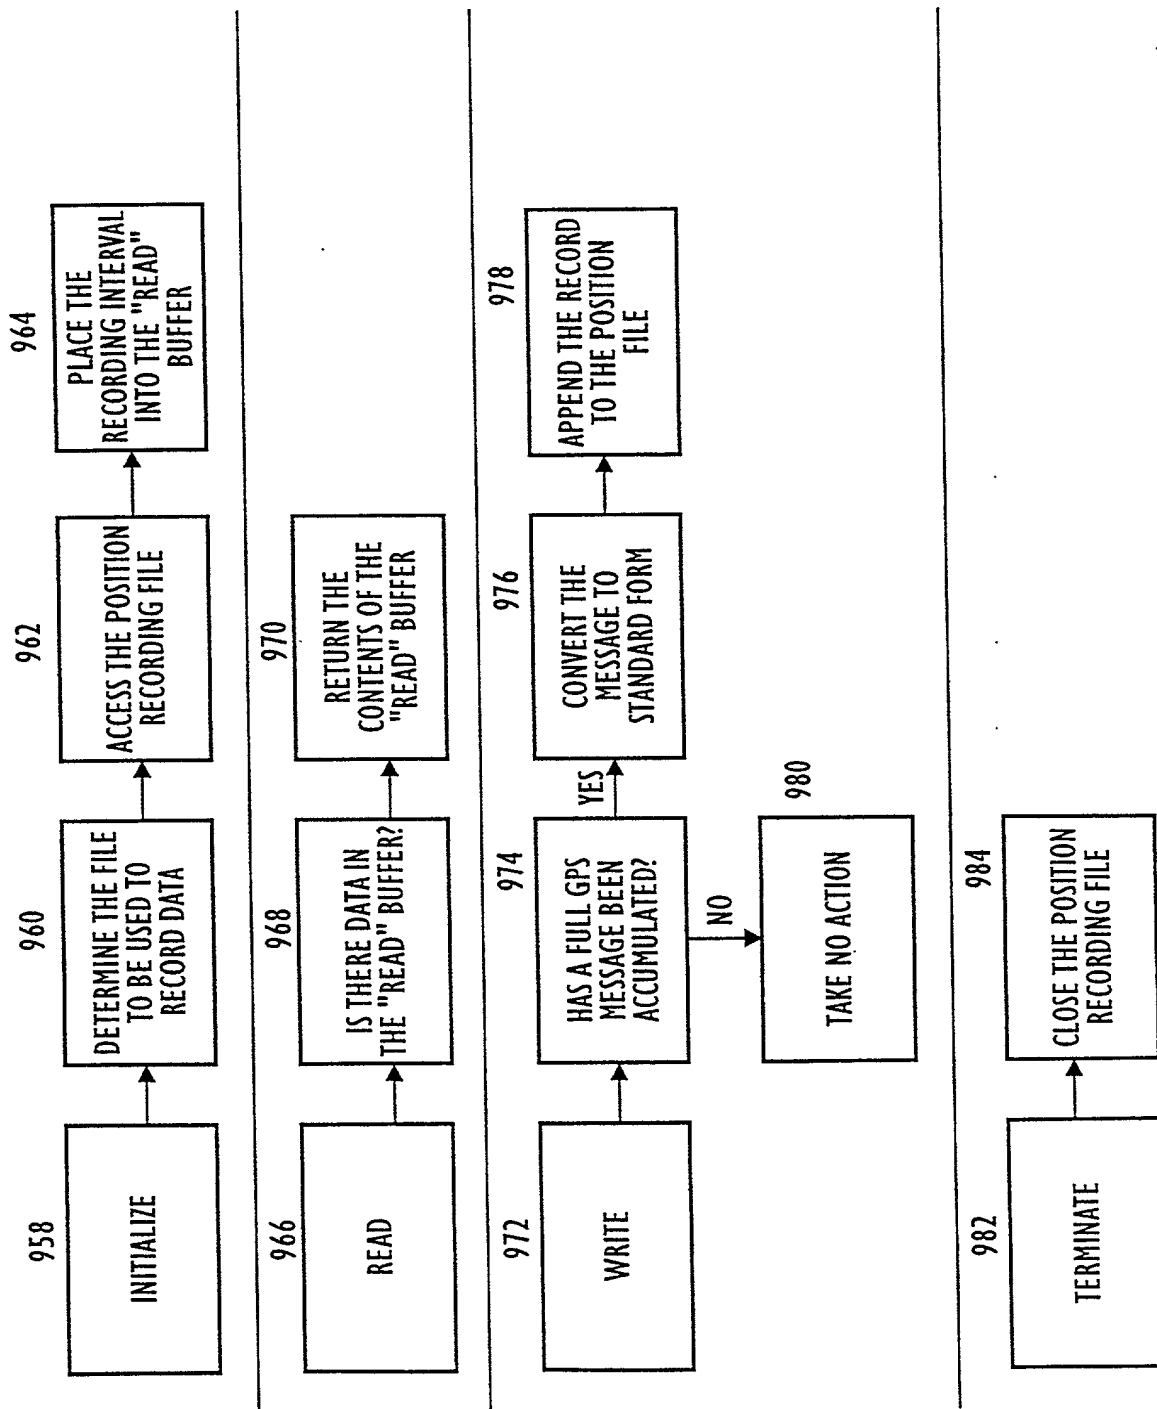 958
INITIALIZE
960
DETERMINE THE FILE
TO BE USED TO
RECORD DATA
962
ACCESS THE POSITION
RECORDING FILE
964
PLACE THE
RECORDING INTERVAL
INTO THE "READ"
BUFFER
966
READ
968
IS THERE DATA IN
THE "READ" BUFFER?
970
RETURN THE
CONTENTS OF THE
"READ" BUFFER
972
WRITE
974
HAS A FULL GPS
MESSAGE BEEN
ACCUMULATED?
YES
976
CONVERT THE
MESSAGE TO
STANDARD FORM
978
APPEND THE RECORD
TO THE POSITION
FILE
NO
980
TAKE NO ACTION
982
TERMINATE
984
CLOSE THE POSITION
RECORDING FILE